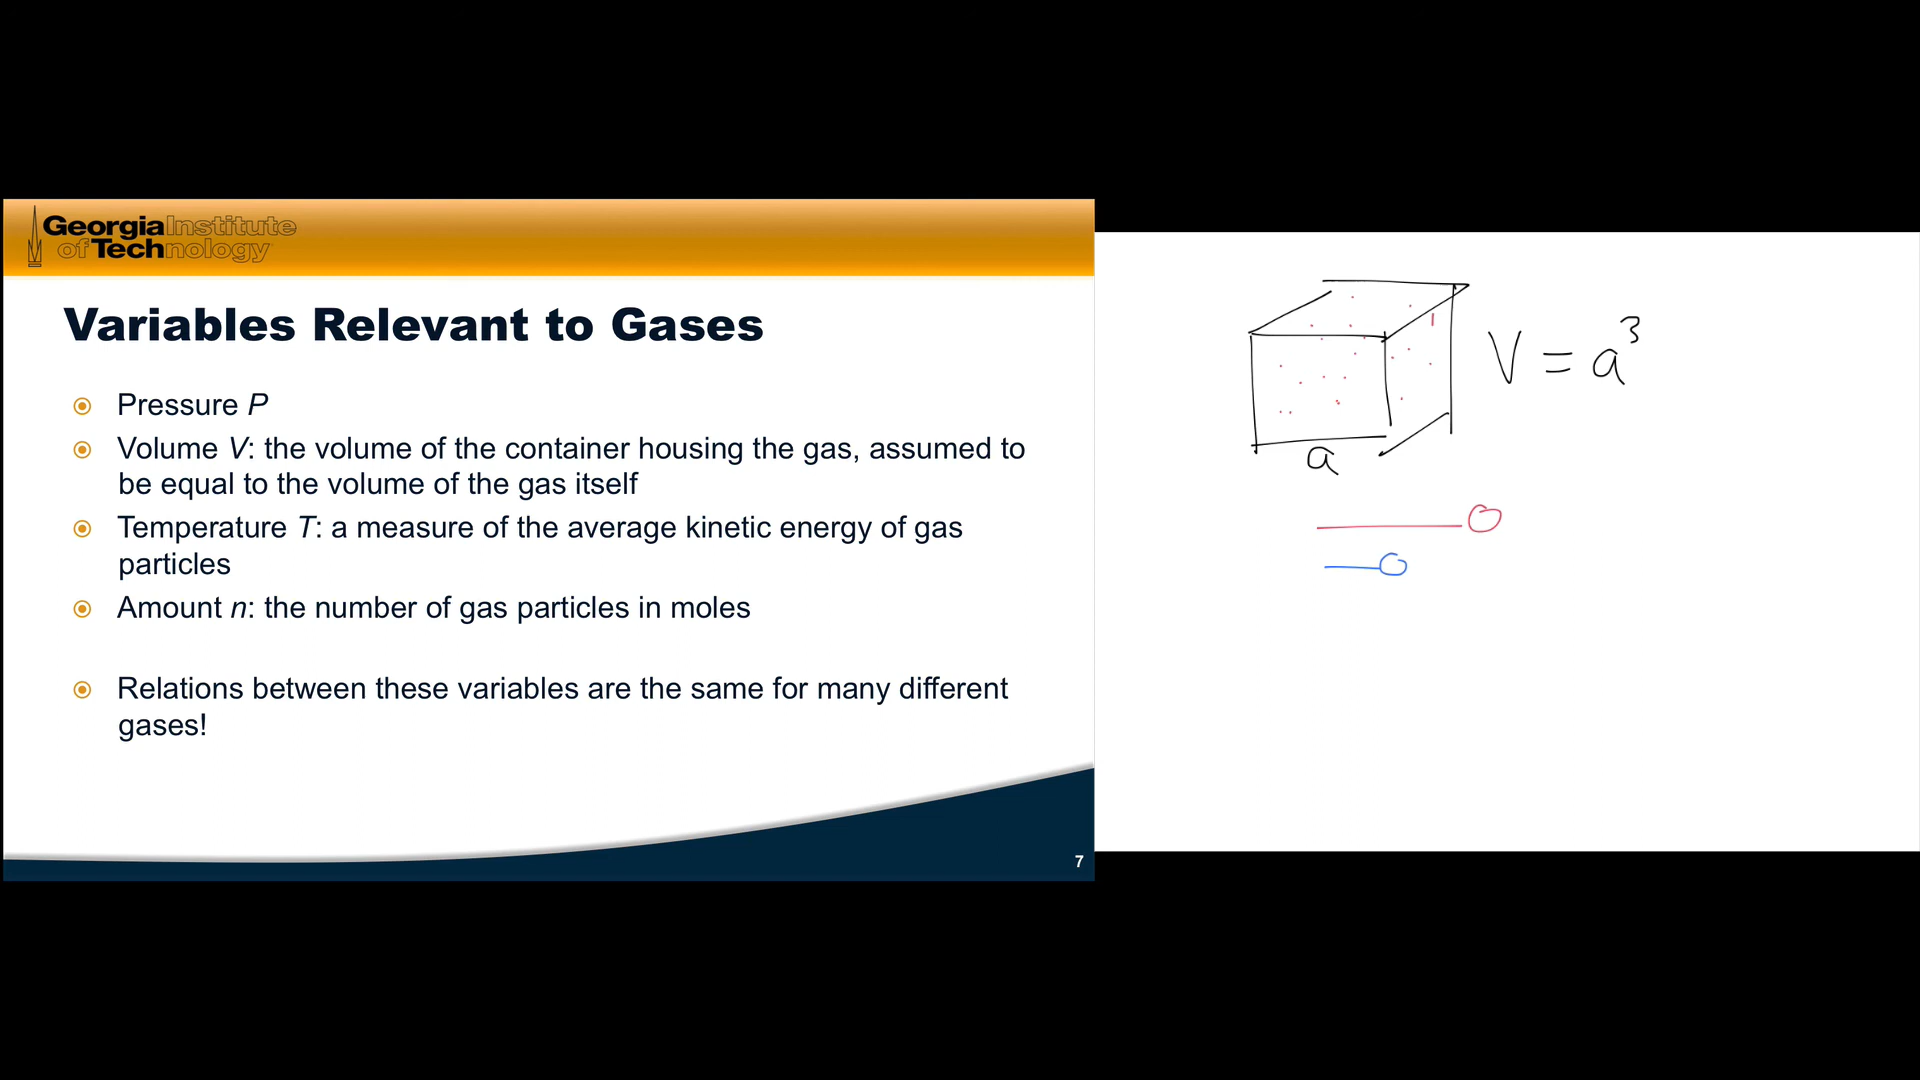 Georgia Institute
of Technology
Variables Relevant to Gases
Pressure P
Volume V: the volume of the container housing the gas, assumed to
be equal to the volume of the gas itself
Temperature T: a measure of the average kinetic energy of gas
particles
Amount n: the number of gas particles in moles
Relations between these variables are the same for many different
gases!
7
V = a³
a